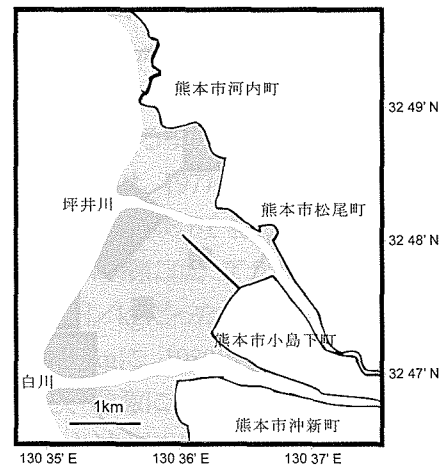 熊本市河内町
32 49' N
熊本市松尾町
坪井川
32 48' N
熊本市小島下町
32 47' N
白川
1km
熊本市沖新町
130 35' E
130 36' E
130 37' E